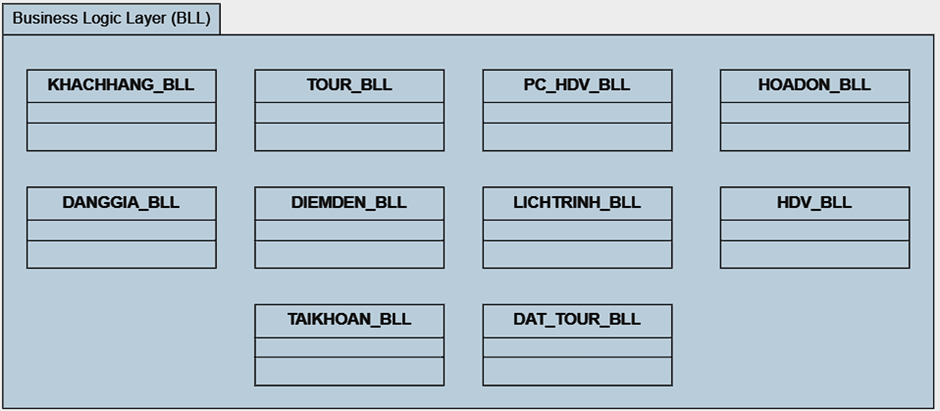 Business Logic Layer (BLL)
KHACHHANG_BLL
TOUR_BLL
PC_HDV_BLL
HOADON_BLL
DANGGIA_BLL
DIEMDEN_BLL
LICHTRINH_BLL
HDV_BLL
TAIKHOAN_BLL
DAT_TOUR_BLL